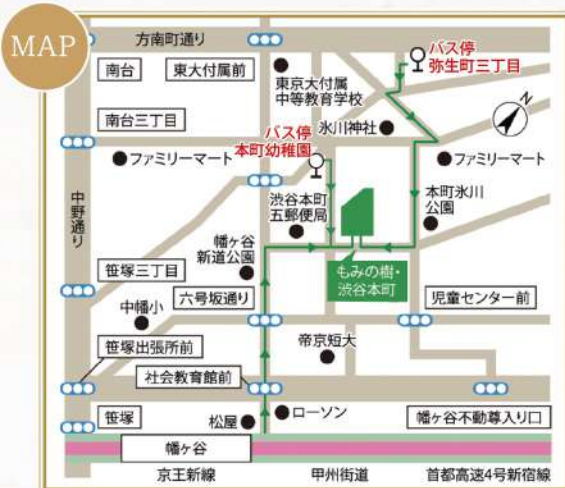 MAP
方南町通り
バス停
弥生町三丁目
南台
東大付属前
東京大付属
中等教育学校
N
南台三丁目
バス停
本町幼稚園
氷川神社
ファミリーマート
ファミリーマート
中野通り
渋谷本町
五郵便局
本町氷川
公園
幡ヶ谷
新道公園
もみの樹・
渋谷本町
笹塚三丁目
六号坂通り
児童センター前
中幡小
帝京短大
笹塚出張所前
社会教育館前
笹塚
松屋
ローソン
幡ヶ谷不動尊入り口
幡ヶ谷
京王新線
甲州街道
首都高速4号新宿線